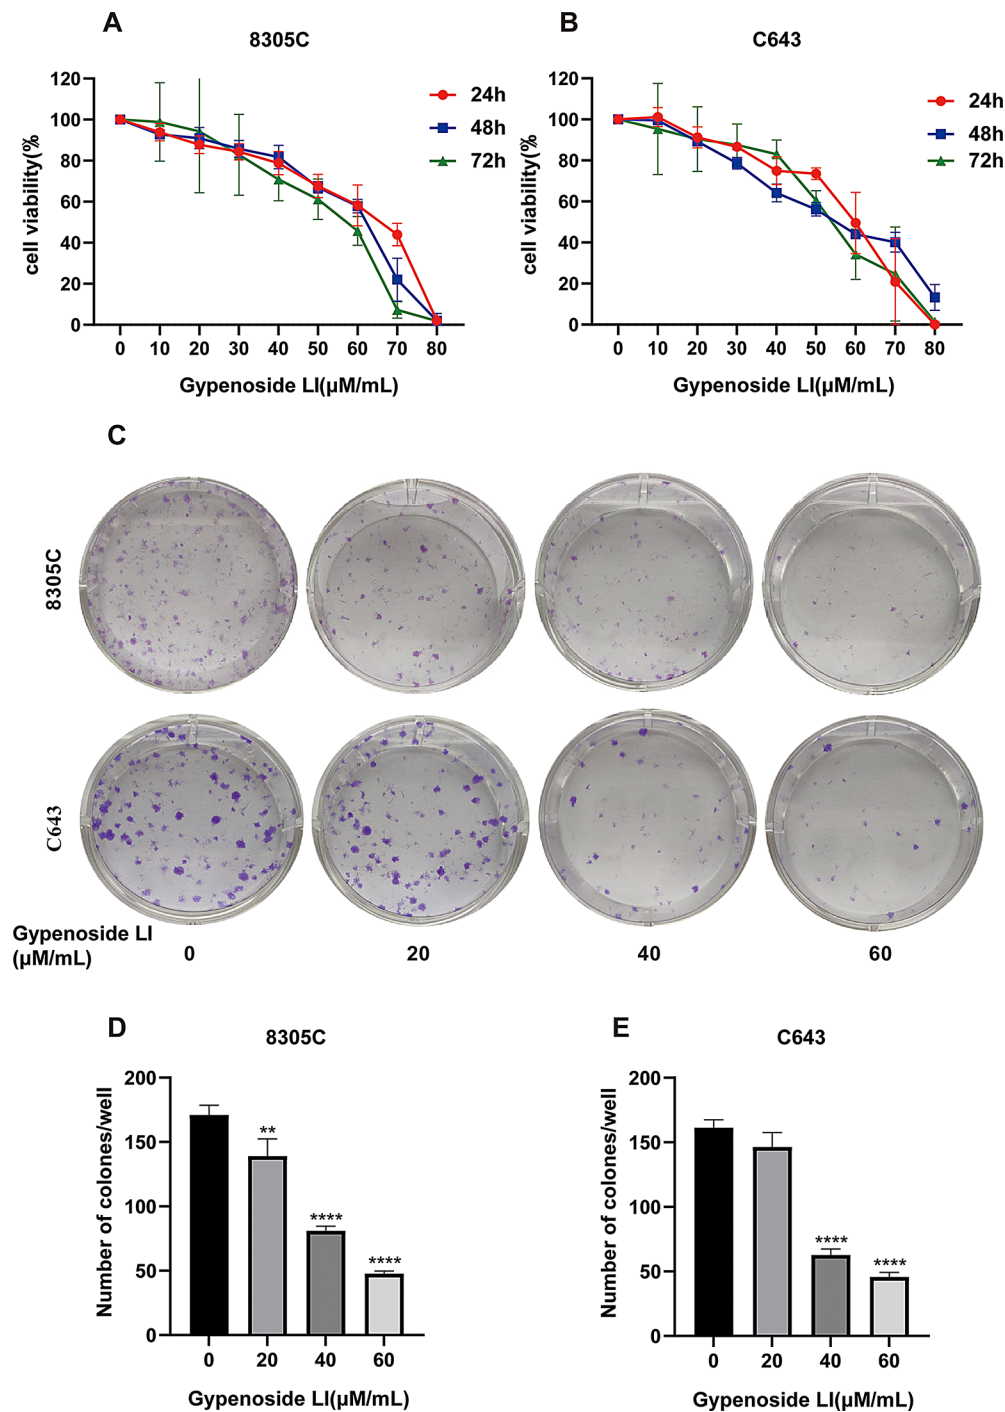 A
8305C
120
100
80
60
40
20
0
cell viability(%
0 10 20 30 40 50 60 70 80
Gypenoside LI(µM/mL)
24h
48h
72h
B
C643
120
100
80
60
40
20
0
cell viability(%
0 10 20 30 40 50 60 70 80
Gypenoside LI(µM/mL)
24h
48h
72h
C
8305C
C643
Gypenoside LI
(µM/mL)
0 20 40 60
D
8305C
200
150
100
50
0
Number of colones/well
**
****
****
0 20 40 60
Gypenoside LI(µM/mL)
E
C643
200
150
100
50
0
Number of colones/well
****
****
0 20 40 60
Gypenoside LI(µM/mL)